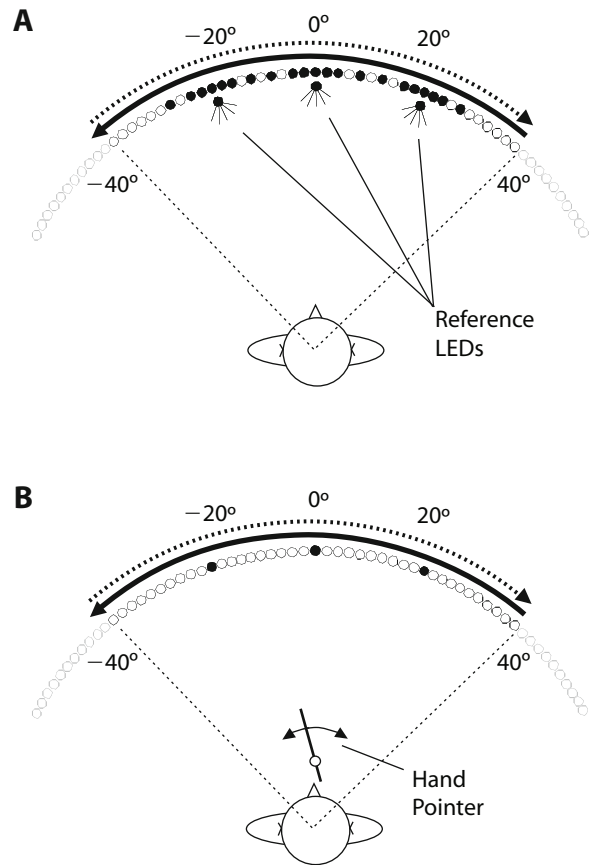 A
−20º 0º 20º
−40º 40º
Reference
LEDs
B
−20º 0º 20º
−40º 40º
Hand
Pointer